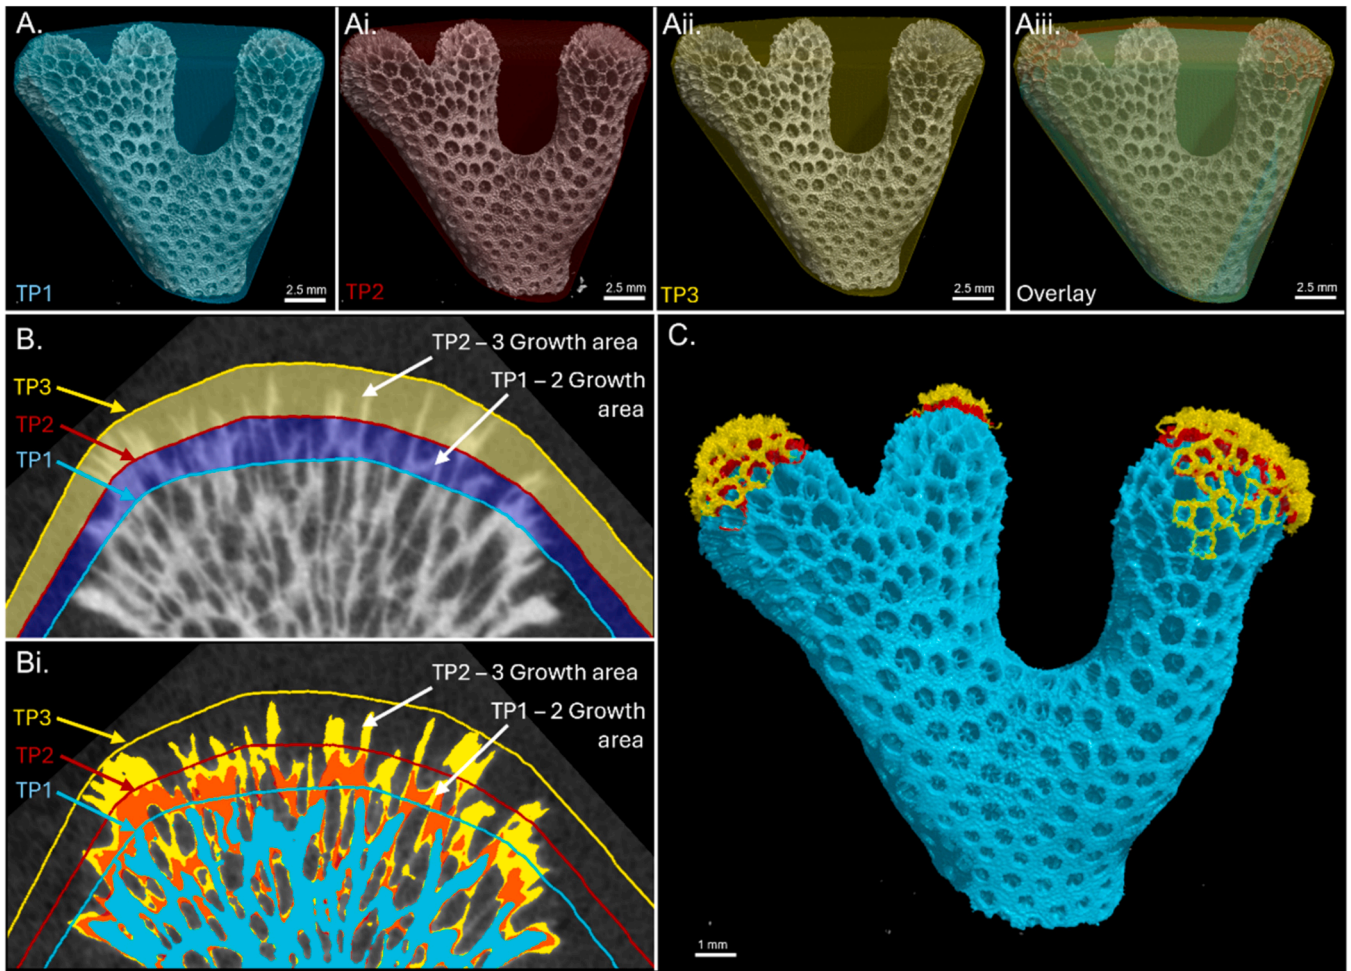 A.
TP1
2.5 mm
Ai.
TP2
2.5 mm
Aii.
TP3
2.5 mm
Aiii.
Overlay
2.5 mm
B.
TP2 – 3 Growth area
TP1 – 2 Growth
area
TP3
TP2
TP1
Bi.
TP2 – 3 Growth area
TP1 – 2 Growth
area
TP3
TP2
TP1
C.
1 mm